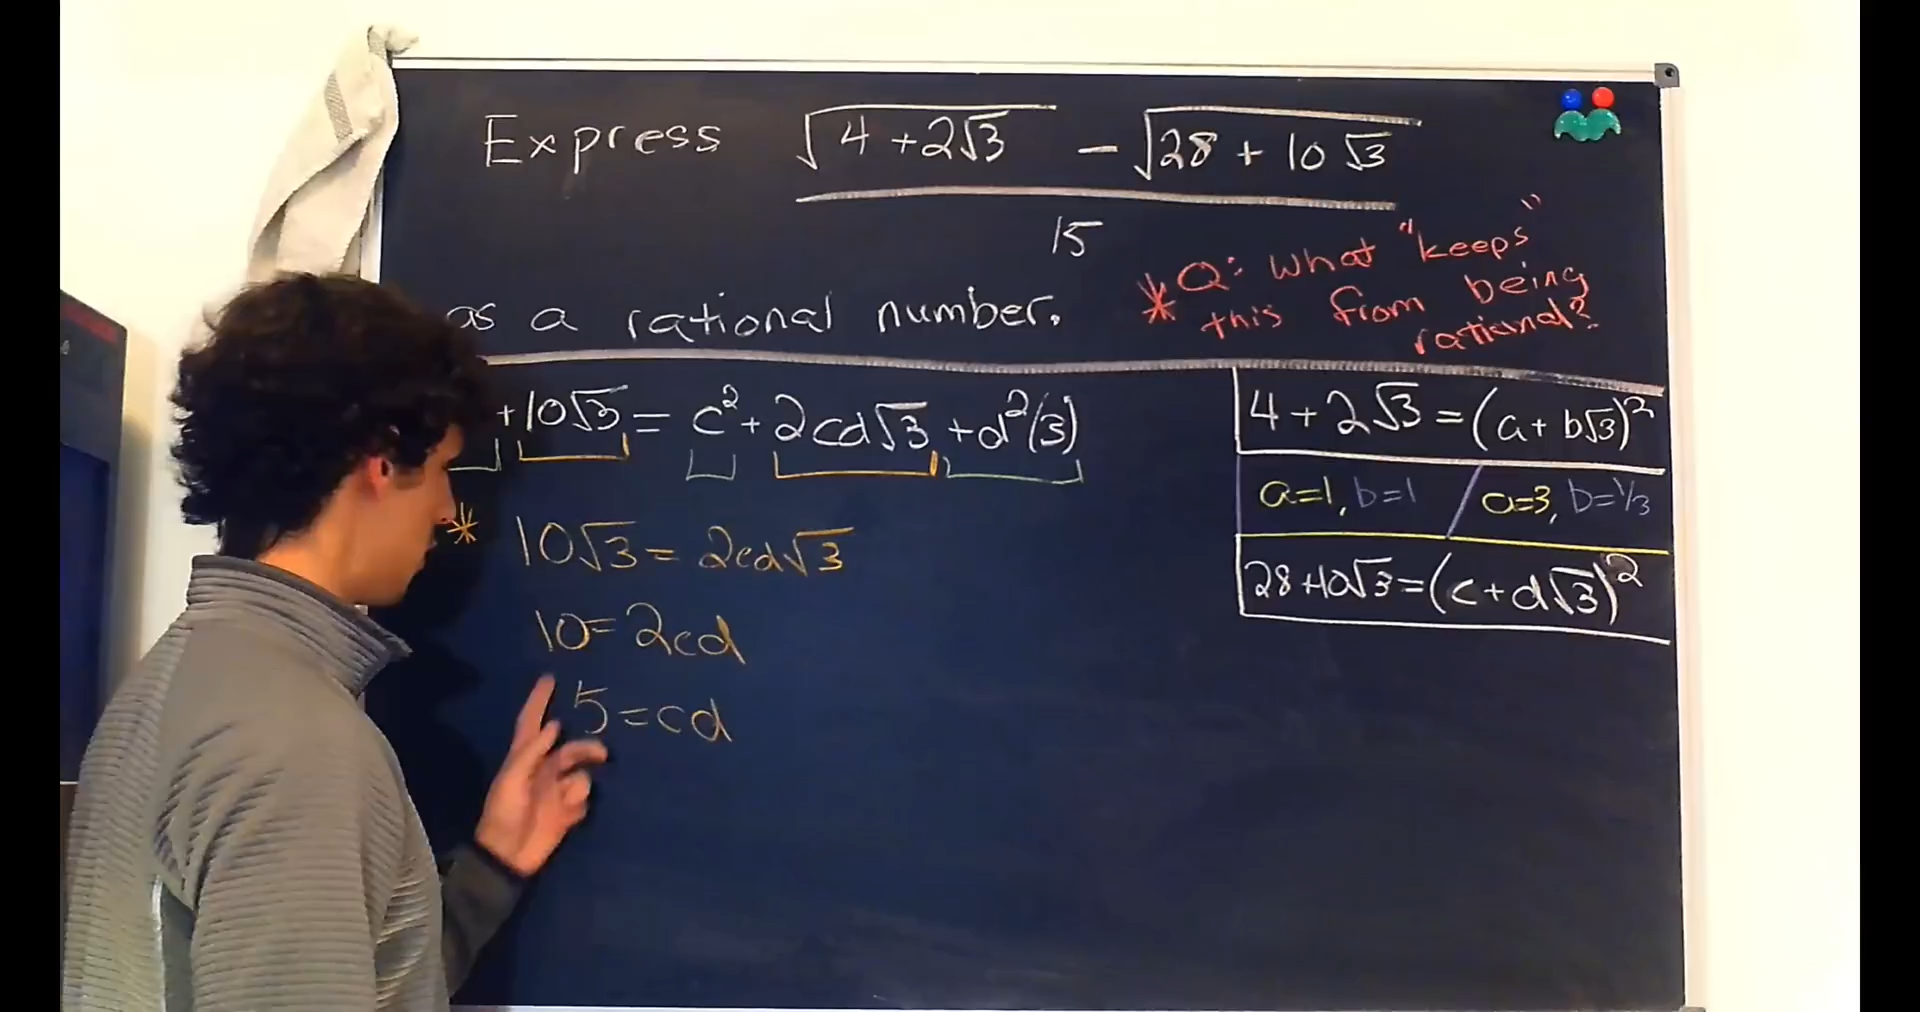 Express √(4+2√3) - √(28+10√3)
15
as a rational number.
*Q: What "keeps"
this from being
rational?
+10√3 = c²+2cd√3+d²(3)
* 10√3=2cd√3
10=2cd
5=cd
4+2√3=(a+b√3)²
a=1, b=1 / a=3, b=1/3
28+10√3=(c+d√3)²